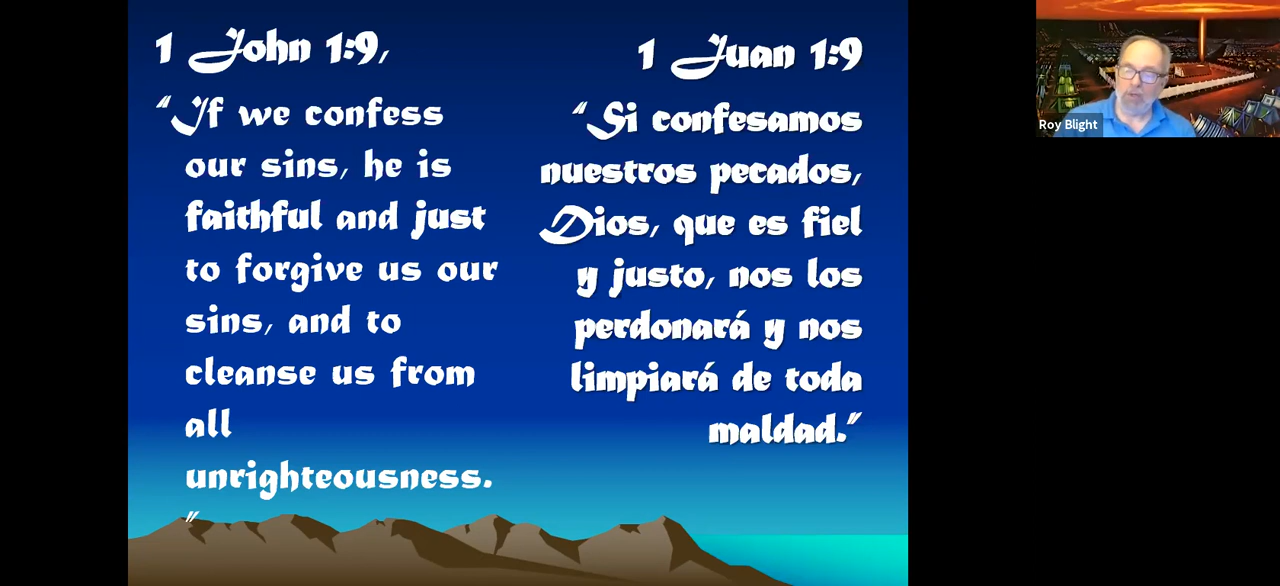 1 John 1:9,
“If we confess
our sins, he is
faithful and just
to forgive us our
sins, and to
cleanse us from
all
unrighteousness.
”
1 Juan 1:9
“Si confesamos
nuestros pecados,
Dios, que es fiel
y justo, nos los
perdonará y nos
limpiará de toda
maldad.”
Roy Blight